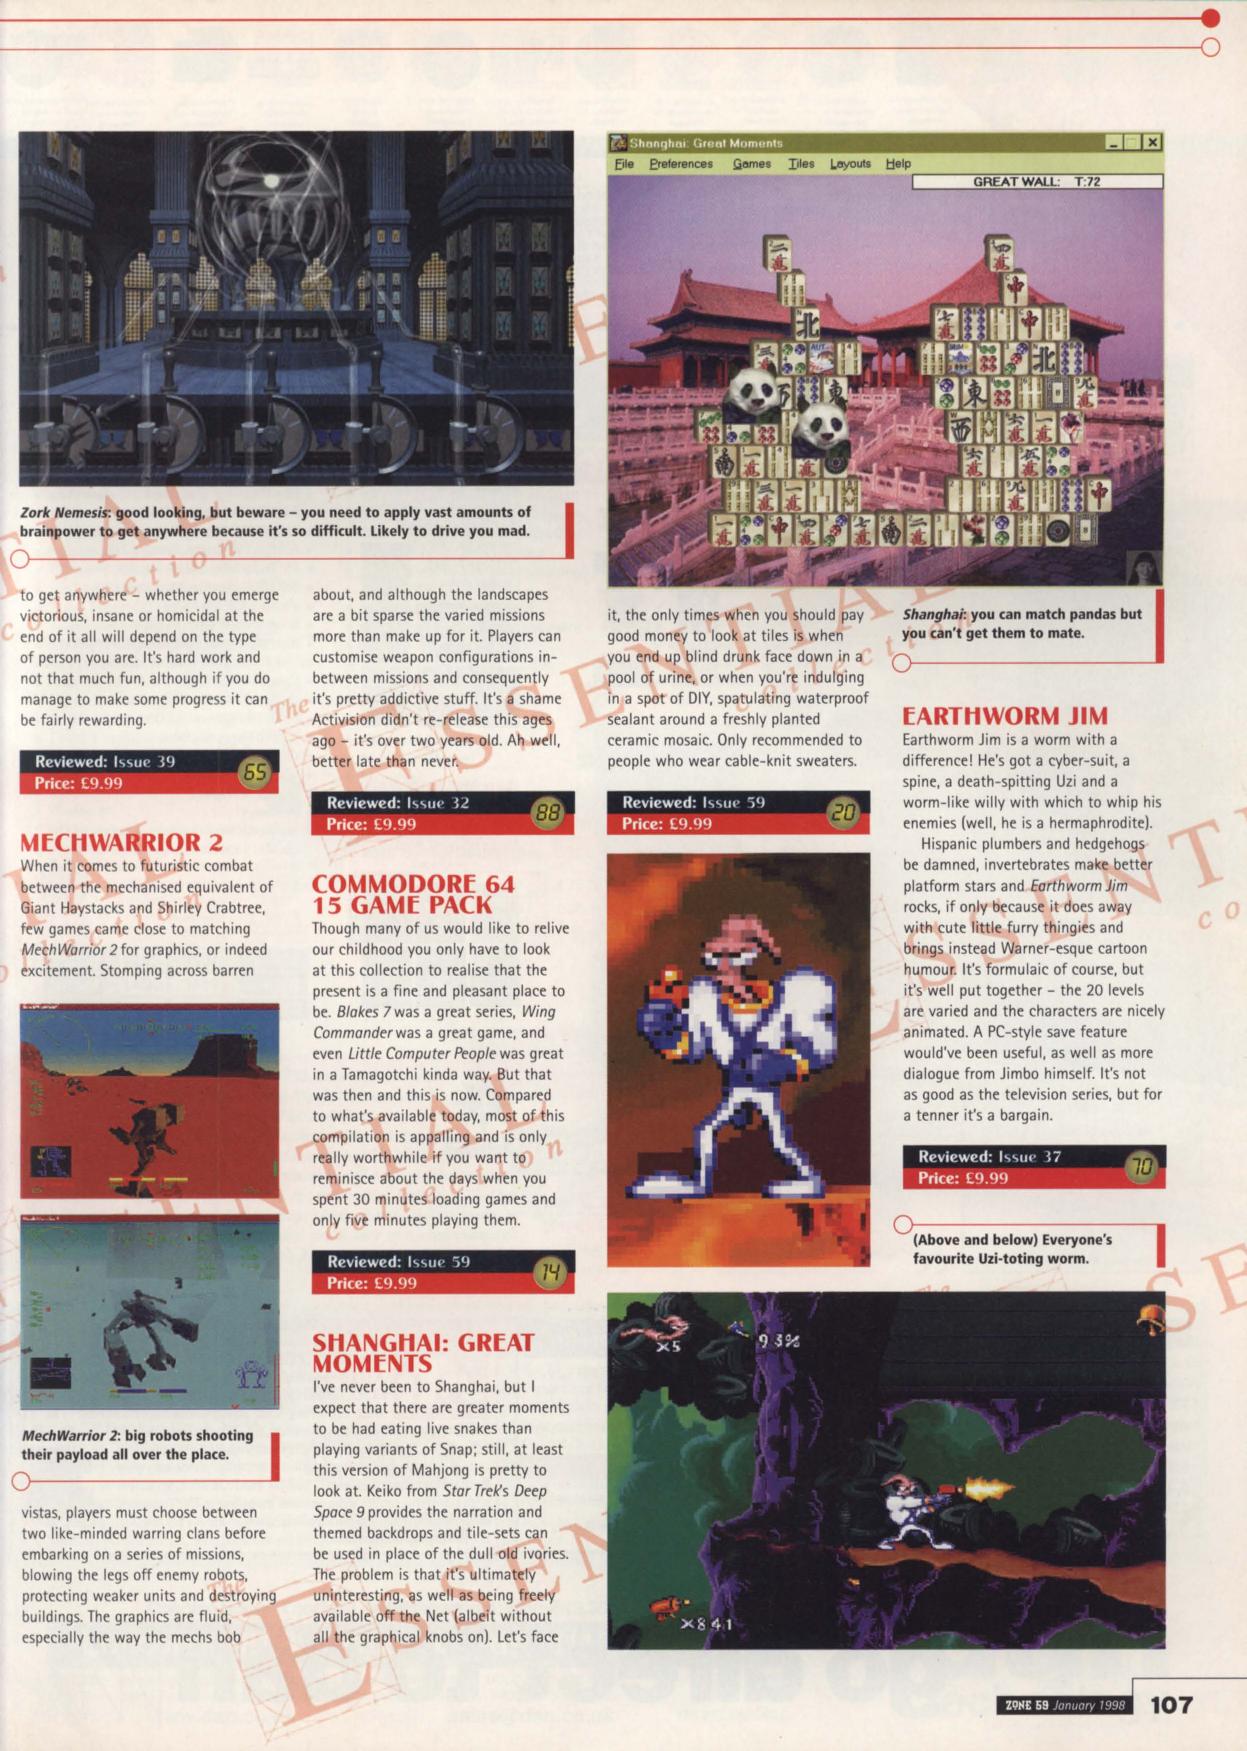 Zork Nemesis: good looking, but beware – you need to apply vast amounts of
brainpower to get anywhere because it's so difficult. Likely to drive you mad.
to get anywhere – whether you emerge
victorious, insane or homicidal at the
end of it all will depend on the type
of person you are. It's hard work and
not that much fun, although if you do
manage to make some progress it can
be fairly rewarding.
Reviewed: Issue 39
Price: £9.99
65
MECHWARRIOR 2
When it comes to futuristic combat
between the mechanised equivalent of
Giant Haystacks and Shirley Crabtree,
few games came close to matching
MechWarrior 2 for graphics, or indeed
excitement. Stomping across barren
MechWarrior 2: big robots shooting
their payload all over the place.
vistas, players must choose between
two like-minded warring clans before
embarking on a series of missions,
blowing the legs off enemy robots,
protecting weaker units and destroying
buildings. The graphics are fluid,
especially the way the mechs bob
about, and although the landscapes
are a bit sparse the varied missions
more than make up for it. Players can
customise weapon configurations in-
between missions and consequently
it's pretty addictive stuff. It's a shame
Activision didn't re-release this ages
ago – it's over two years old. Ah well,
better late than never.
Reviewed: Issue 32
Price: £9.99
88
COMMODORE 64
15 GAME PACK
Though many of us would like to relive
our childhood you only have to look
at this collection to realise that the
present is a fine and pleasant place to
be. Blakes 7 was a great series, Wing
Commander was a great game, and
even Little Computer People was great
in a Tamagotchi kinda way. But that
was then and this is now. Compared
to what's available today, most of this
compilation is appalling and is only
really worthwhile if you want to
reminisce about the days when you
spent 30 minutes loading games and
only five minutes playing them.
Reviewed: Issue 59
Price: £9.99
14
SHANGHAI: GREAT
MOMENTS
I've never been to Shanghai, but I
expect that there are greater moments
to be had eating live snakes than
playing variants of Snap; still, at least
this version of Mahjong is pretty to
look at. Keiko from Star Trek's Deep
Space 9 provides the narration and
themed backdrops and tile-sets can
be used in place of the dull old ivories.
The problem is that it's ultimately
uninteresting, as well as being freely
available off the Net (albeit without
all the graphical knobs on). Let's face
Shanghai: Great Moments
File Preferences Games Tiles Layouts Help
GREAT WALL: T:72
it, the only times when you should pay
good money to look at tiles is when
you end up blind drunk face down in a
pool of urine, or when you're indulging
in a spot of DIY, spatulating waterproof
sealant around a freshly planted
ceramic mosaic. Only recommended to
people who wear cable-knit sweaters.
Reviewed: Issue 59
Price: £9.99
20
Shanghai: you can match pandas but
you can't get them to mate.
EARTHWORM JIM
Earthworm Jim is a worm with a
difference! He's got a cyber-suit, a
spine, a death-spitting Uzi and a
worm-like willy with which to whip his
enemies (well, he is a hermaphrodite).
Hispanic plumbers and hedgehogs
be damned, invertebrates make better
platform stars and Earthworm Jim
rocks, if only because it does away
with cute little furry thingies and
brings instead Warner-esque cartoon
humour. It's formulaic of course, but
it's well put together – the 20 levels
are varied and the characters are nicely
animated. A PC-style save feature
would've been useful, as well as more
dialogue from Jimbo himself. It's not
as good as the television series, but for
a tenner it's a bargain.
Reviewed: Issue 37
Price: £9.99
70
(Above and below) Everyone's
favourite Uzi-toting worm.
x5
93%
x841
The ESSENTIAL
collection
ZONE 59 January 1998 107